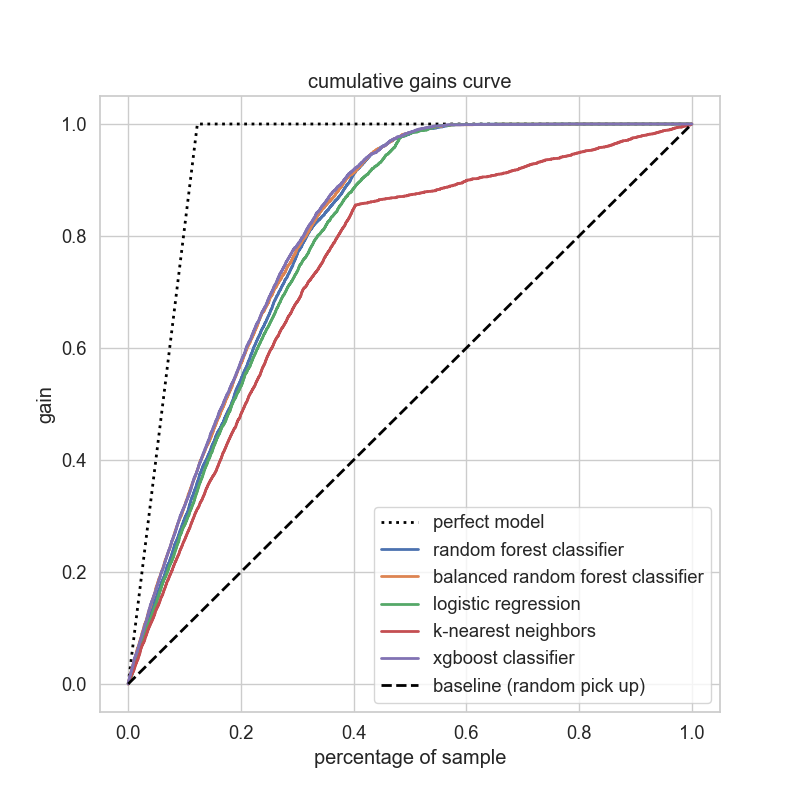 cumulative gains curve
1.0
0.8
0.6
0.4
0.2
0.0
gain
perfect model
random forest classifier
balanced random forest classifier
logistic regression
k-nearest neighbors
xgboost classifier
baseline (random pick up)
0.0 0.2 0.4 0.6 0.8 1.0
percentage of sample